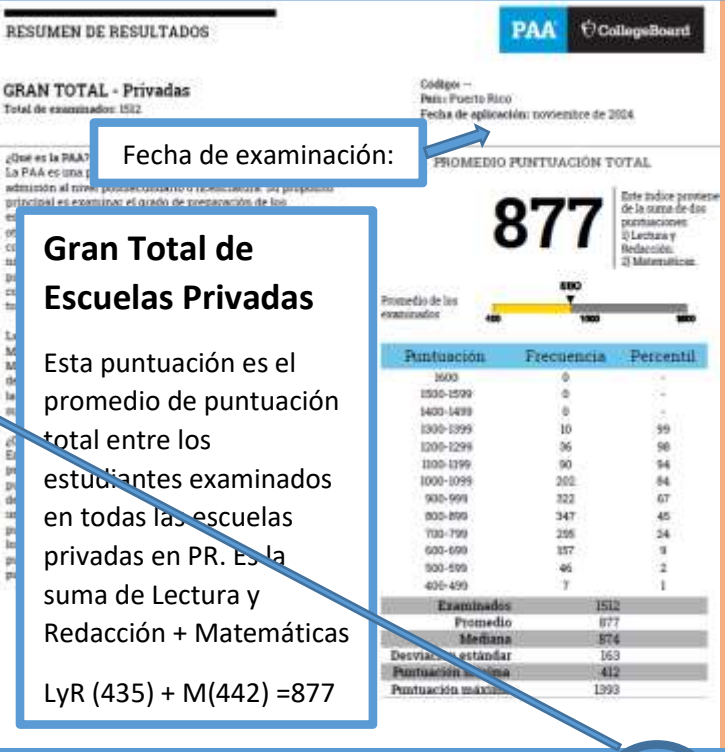 RESUMEN DE RESULTADOS
PAA CollegeBoard
GRAN TOTAL - Privadas
Total de examinados: 1512
Código: --
País: Puerto Rico
Fecha de aplicación: noviembre de 2024
¿Qué es la PAA?
La PAA es una
Fecha de examinación:
admisión al nivel postsecundario o licenciatura. Su propósito
principal es examinar el grado de preparación de los
PROMEDIO PUNTUACIÓN TOTAL
877
Este índice proviene
de la suma de dos
puntuaciones:
1) Lectura y
Redacción.
2) Matemáticas.
Promedio de los
examinados
400
1000
Gran Total de
Escuelas Privadas
Esta puntuación es el
promedio de puntuación
total entre los
estudiantes examinados
en todas las escuelas
privadas en PR. Es la
suma de Lectura y
Redacción + Matemáticas
LyR (435) + M(442) =877
Puntuación Frecuencia Percentil
1600 0 -
1500-1599 0 -
1400-1499 0 -
1300-1399 10 99
1200-1299 36 98
1100-1199 90 94
1000-1099 202 84
900-999 322 67
800-899 347 45
700-799 295 24
600-699 157 9
500-599 46 2
400-499 7 1
Examinados 1512
Promedio 877
Mediana 874
Desviación estándar 163
Puntuación mínima 412
Puntuación máxima 1393